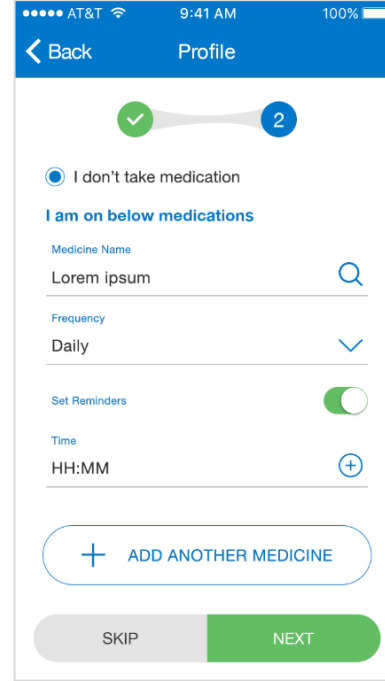 AT&T 9:41 AM 100%
Back Profile
2
I don't take medication
I am on below medications
Medicine Name
Lorem ipsum
Frequency
Daily
Set Reminders
Time
HH:MM
ADD ANOTHER MEDICINE
SKIP NEXT